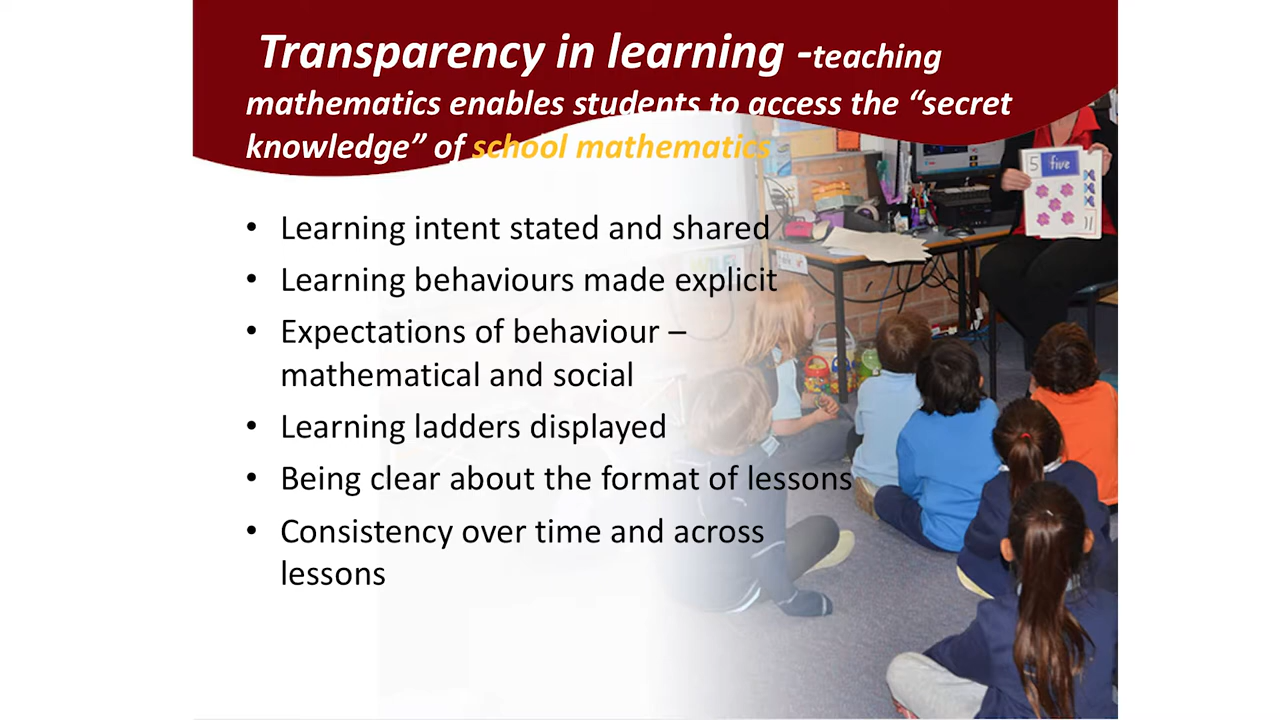 Transparency in learning -teaching
mathematics enables students to access the “secret
knowledge” of school mathematics
• Learning intent stated and shared
• Learning behaviours made explicit
• Expectations of behaviour –
mathematical and social
• Learning ladders displayed
• Being clear about the format of lessons
• Consistency over time and across
lessons
5 five